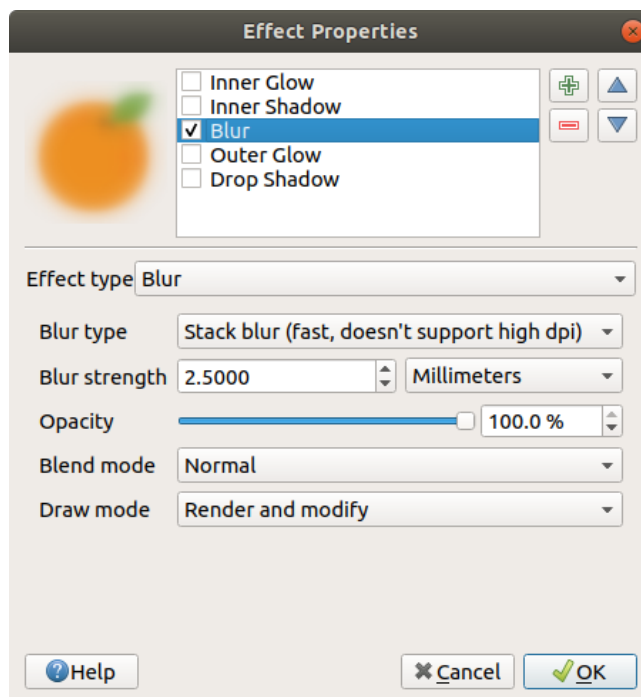 Effect Properties
Inner Glow
Inner Shadow
Blur
Outer Glow
Drop Shadow
Effect type Blur
Blur type Stack blur (fast, doesn't support high dpi)
Blur strength 2.5000 Millimeters
Opacity 100.0 %
Blend mode Normal
Draw mode Render and modify
Help Cancel OK